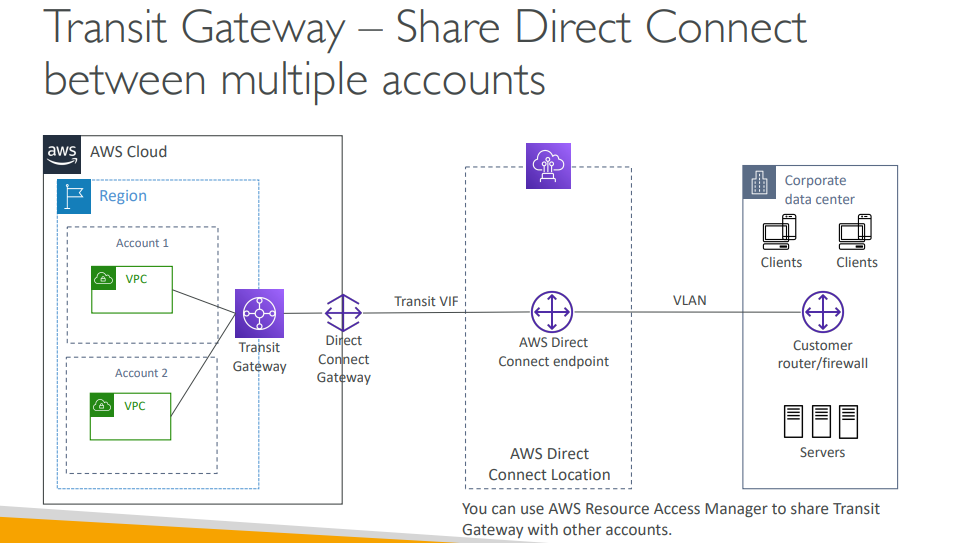 Transit Gateway – Share Direct Connect
between multiple accounts
aws
AWS Cloud
Region
Account 1
VPC
Account 2
VPC
Transit
Gateway
Direct
Connect
Gateway
Transit VIF
AWS Direct
Connect endpoint
AWS Direct
Connect Location
VLAN
Corporate
data center
Clients
Clients
Customer
router/firewall
Servers
You can use AWS Resource Access Manager to share Transit
Gateway with other accounts.